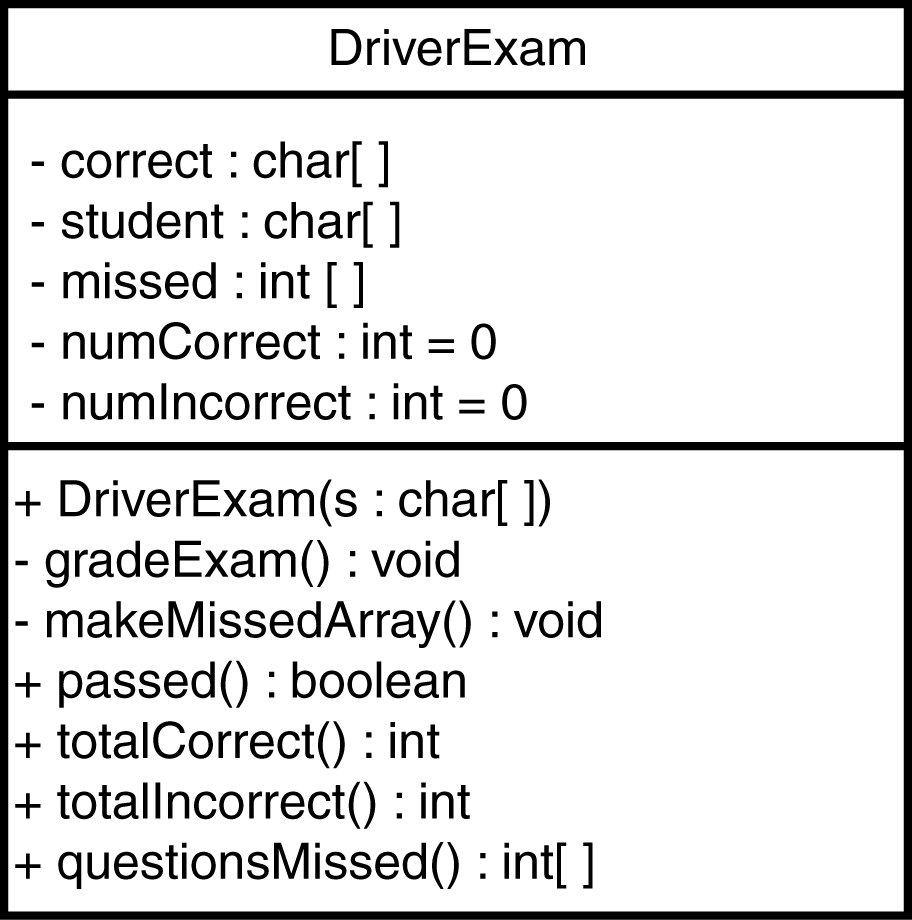 DriverExam
- correct : char[ ]
- student : char[ ]
- missed : int [ ]
- numCorrect : int = 0
- numIncorrect : int = 0
+ DriverExam(s : char[ ])
- gradeExam() : void
- makeMissedArray() : void
+ passed() : boolean
+ totalCorrect() : int
+ totalIncorrect() : int
+ questionsMissed() : int[ ]